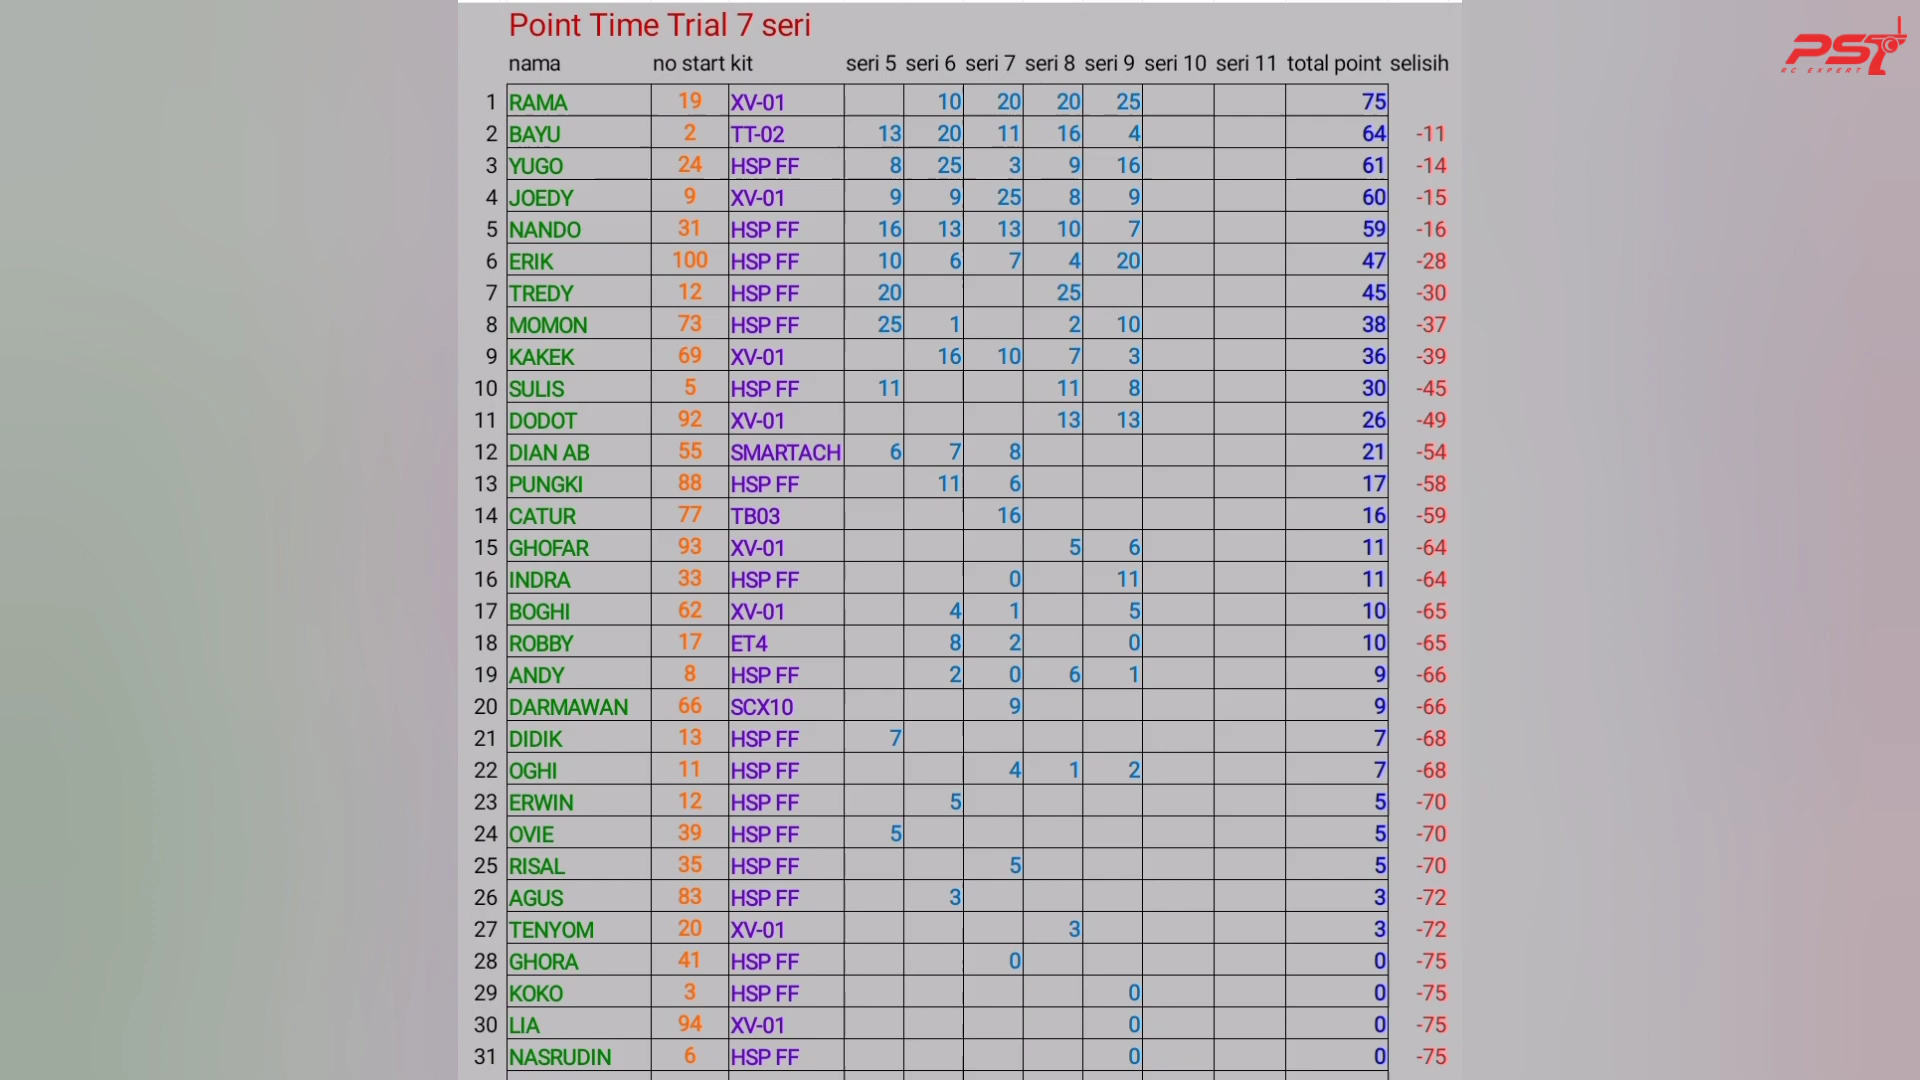 Point Time Trial 7 seri
nama no start kit seri 5 seri 6 seri 7 seri 8 seri 9 seri 10 seri 11 total point selisih
1 RAMA 19 XV-01 10 20 20 25 75
2 BAYU 2 TT-02 13 20 11 16 4 64 -11
3 YUGO 24 HSP FF 8 25 3 9 16 61 -14
4 JOEDY 9 XV-01 9 9 25 8 9 60 -15
5 NANDO 31 HSP FF 16 13 13 10 7 59 -16
6 ERIK 100 HSP FF 10 6 7 4 20 47 -28
7 TREDY 12 HSP FF 20 25 45 -30
8 MOMON 73 HSP FF 25 1 2 10 38 -37
9 KAKEK 69 XV-01 16 10 7 3 36 -39
10 SULIS 5 HSP FF 11 11 8 30 -45
11 DODOT 92 XV-01 13 13 26 -49
12 DIAN AB 55 SMARTACH 6 7 8 21 -54
13 PUNGKI 88 HSP FF 11 6 17 -58
14 CATUR 77 TB03 16 16 -59
15 GHOFAR 93 XV-01 5 6 11 -64
16 INDRA 33 HSP FF 0 11 11 -64
17 BOGHI 62 XV-01 4 1 5 10 -65
18 ROBBY 17 ET4 8 2 0 10 -65
19 ANDY 8 HSP FF 2 0 6 1 9 -66
20 DARMAWAN 66 SCX10 9 9 -66
21 DIDIK 13 HSP FF 7 7 -68
22 OGHI 11 HSP FF 4 1 2 7 -68
23 ERWIN 12 HSP FF 5 5 -70
24 OVIE 39 HSP FF 5 5 -70
25 RISAL 35 HSP FF 5 5 -70
26 AGUS 83 HSP FF 3 3 -72
27 TENYOM 20 XV-01 3 3 -72
28 GHORA 41 HSP FF 0 0 -75
29 KOKO 3 HSP FF 0 0 -75
30 LIA 94 XV-01 0 0 -75
31 NASRUDIN 6 HSP FF 0 0 -75
PST
RC EXPERT